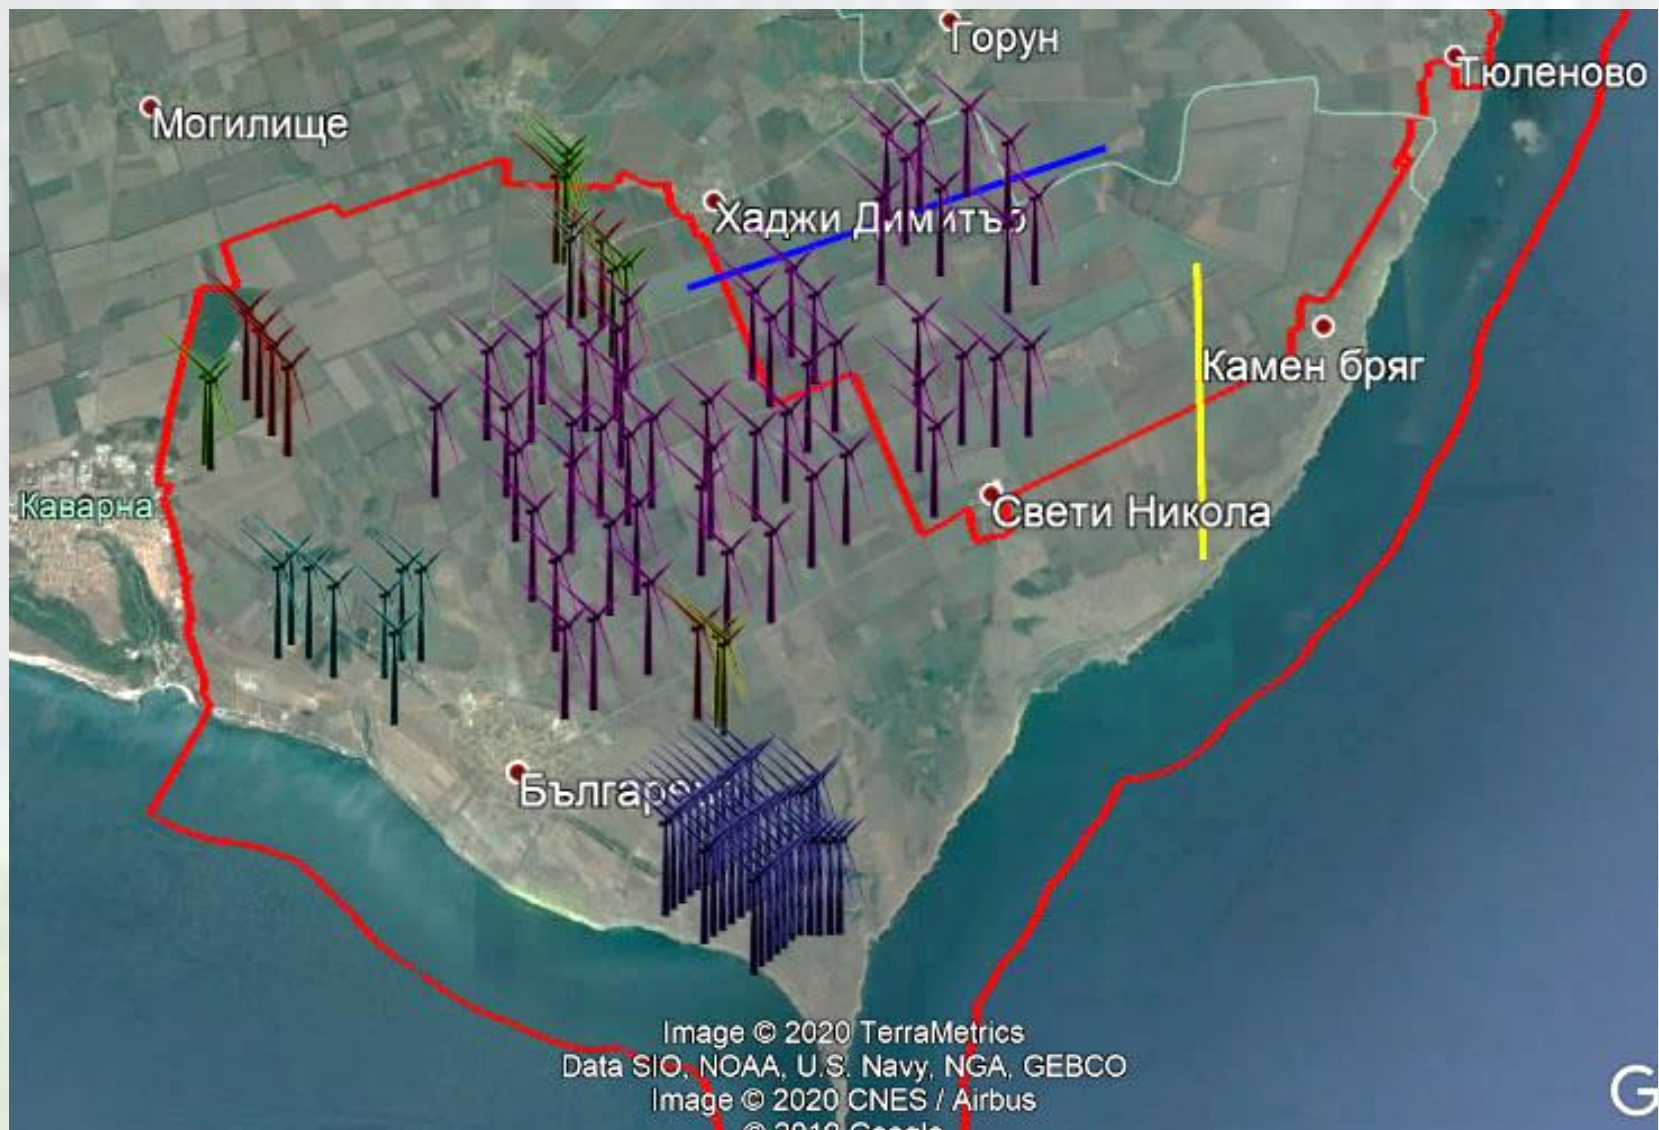 Горун
Тюленово
Могилище
Хаджи Димитър
Камен бряг
Каварна
Свети Никола
Image © 2020 TerraMetrics
Data SIO, NOAA, U.S. Navy, NGA, GEBCO
Image © 2020 CNES / Airbus
G